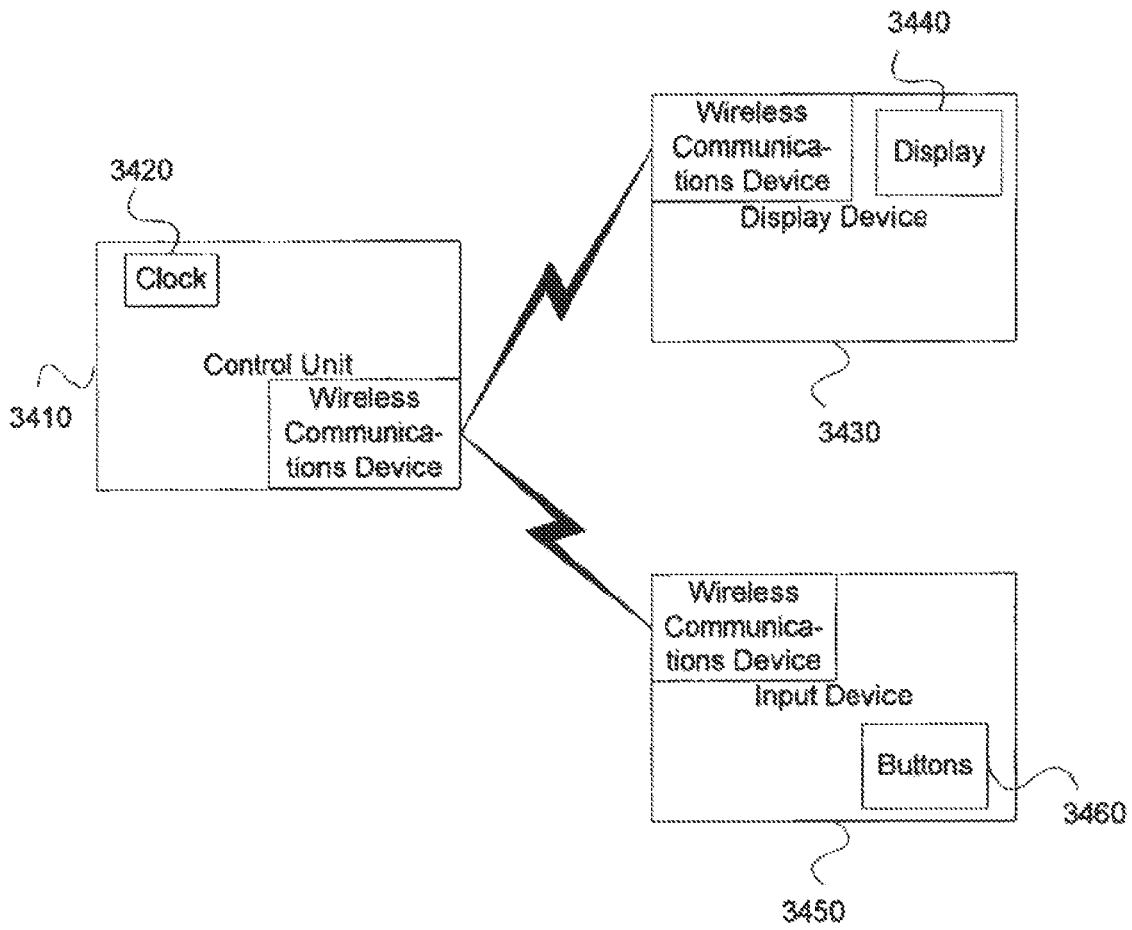 3440
Wireless
Communica-
tions Device
Display
Display Device
3430
3420
Clock
Control Unit
Wireless
Communica-
tions Device
3410
Wireless
Communica-
tions Device
Input Device
Buttons
3460
3450